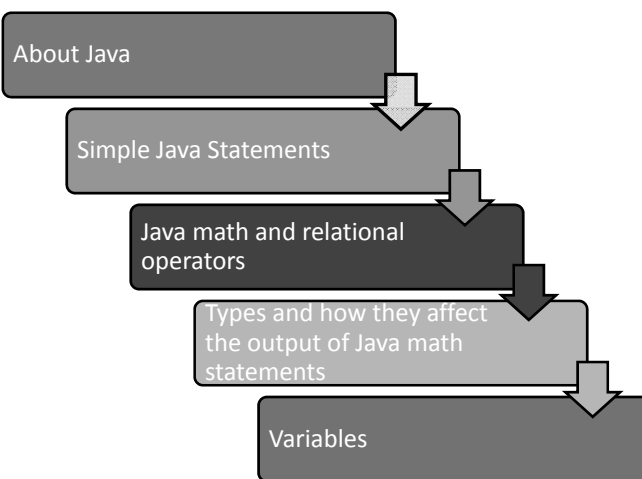 About Java
Simple Java Statements
Java math and relational
operators
Types and how they affect
the output of Java math
statements
Variables